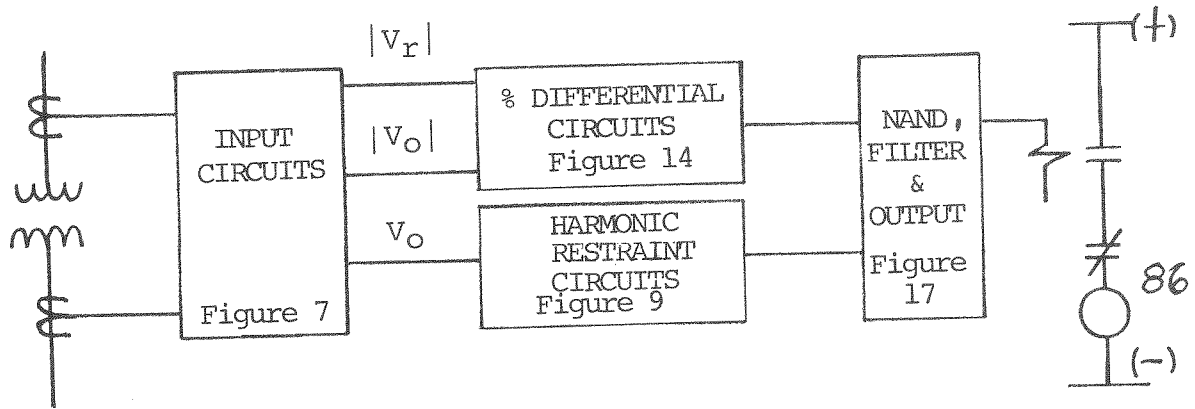 |Vr|
|Vo|
Vo
INPUT
CIRCUITS
Figure 7
% DIFFERENTIAL
CIRCUITS
Figure 14
HARMONIC
RESTRAINT
CIRCUITS
Figure 9
NAND,
FILTER
&
OUTPUT
Figure
17
(+)
86
(-)